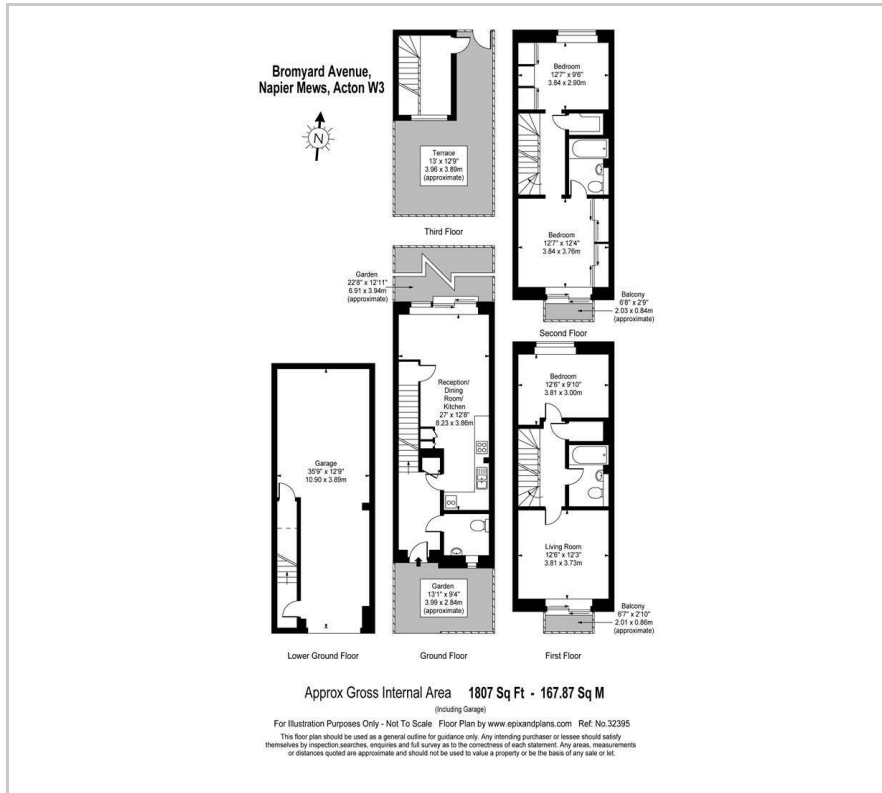 Bromyard Avenue,
Napier Mews, Acton W3
N
Terrace
13' x 12'9"
3.96 x 3.89m
(approximate)
Third Floor
Bedroom
12'7" x 9'6"
3.84 x 2.90m
Bedroom
12'7" x 12'4"
3.84 x 3.76m
Balcony
6'8" x 2'9"
2.03 x 0.84m
(approximate)
Second Floor
Garden
22'8" x 12'11"
6.91 x 3.94m
(approximate)
Reception/
Dining
Room/
Kitchen
27' x 12'8"
8.23 x 3.86m
Garden
13'1" x 9'4"
3.99 x 2.84m
(approximate)
Ground Floor
Garage
35'9" x 12'9"
10.90 x 3.89m
Lower Ground Floor
Bedroom
12'6" x 9'10"
3.81 x 3.00m
Living Room
12'6" x 12'3"
3.81 x 3.73m
Balcony
6'7" x 2'10"
2.01 x 0.86m
(approximate)
First Floor
Approx Gross Internal Area 1807 Sq Ft - 167.87 Sq M
(Including Garage)
For Illustration Purposes Only - Not To Scale Floor Plan by www.epixandplans.com Ref: No.32395
This floor plan should be used as a general outline for guidance only. Any intending purchaser or lessee should satisfy
themselves by inspection,searches, enquiries and full survey as to the correctness of each statement. Any areas, measurements
or distances quoted are approximate and should not be used to value a property or be the basis of any sale or let.